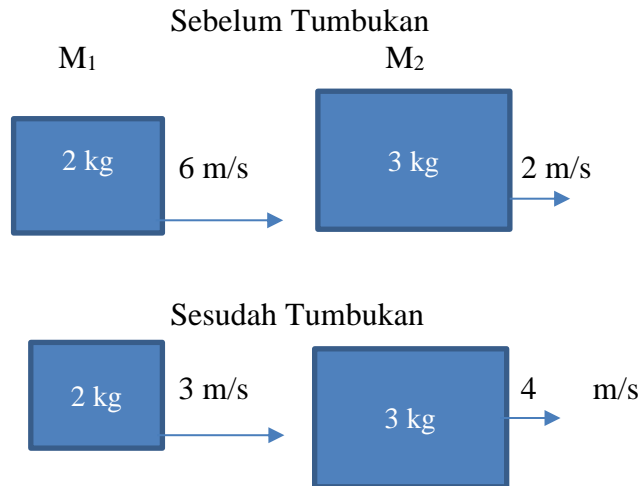 Sebelum Tumbukan
M₁ M₂
2 kg 6 m/s 3 kg 2 m/s
Sesudah Tumbukan
2 kg 3 m/s 3 kg 4 m/s